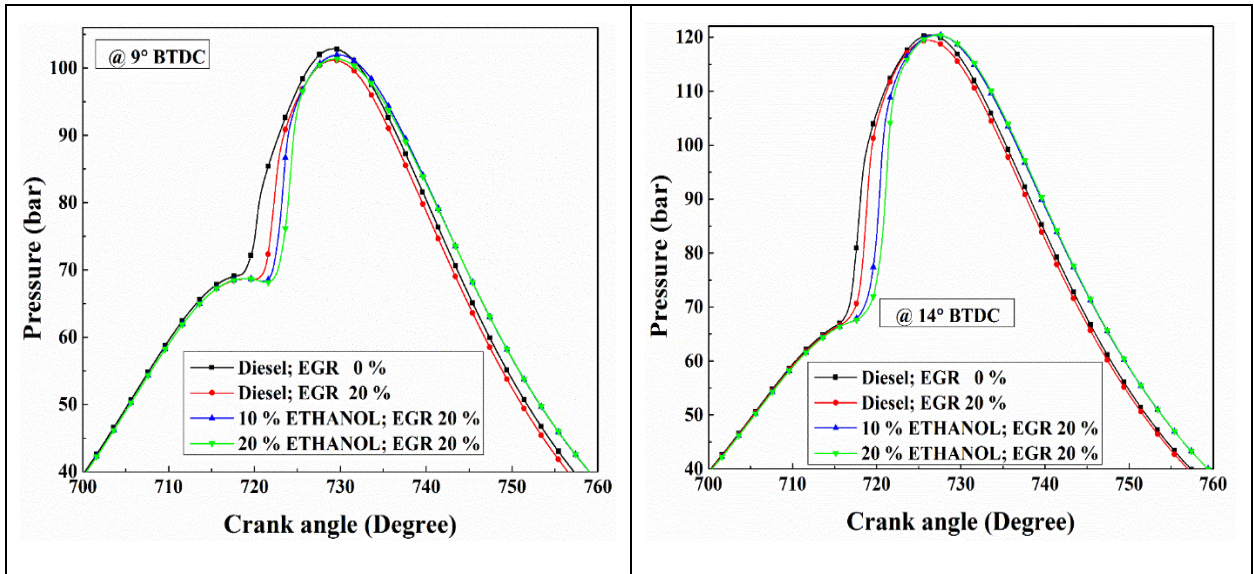 @ 9° BTDC
Pressure (bar)
100
90
80
70
60
50
40
Diesel; EGR 0 %
Diesel; EGR 20 %
10 % ETHANOL; EGR 20 %
20 % ETHANOL; EGR 20 %
700 710 720 730 740 750 760
Crank angle (Degree)
@ 14° BTDC
Pressure (bar)
120
110
100
90
80
70
60
50
40
Diesel; EGR 0 %
Diesel; EGR 20 %
10 % ETHANOL; EGR 20 %
20 % ETHANOL; EGR 20 %
700 710 720 730 740 750 760
Crank angle (Degree)